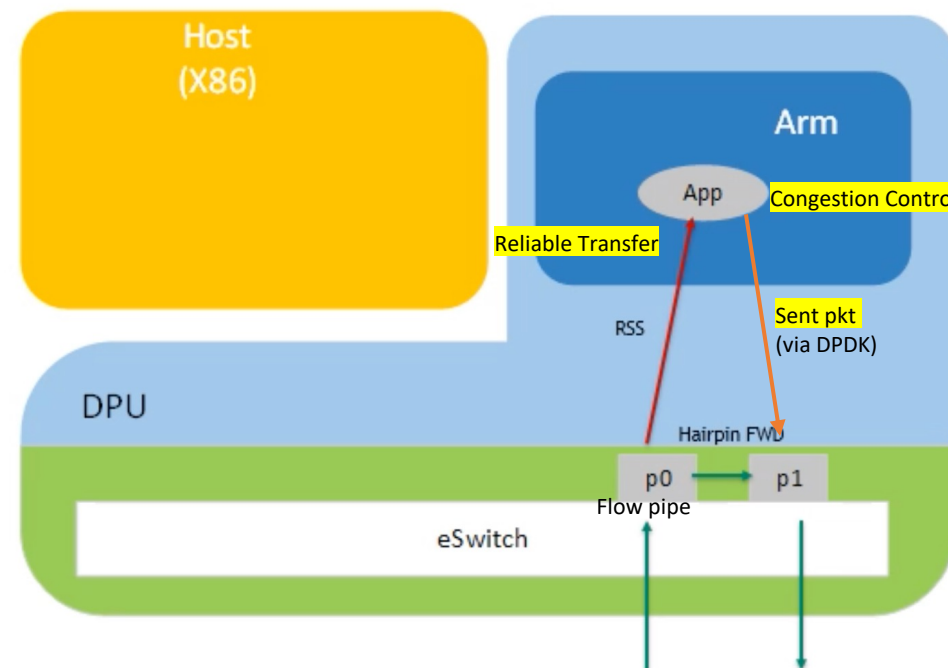 Host
(X86)
Arm
App
Congestion Contro
Reliable Transfer
Sent pkt
(via DPDK)
RSS
DPU
Hairpin FWD
p0
p1
Flow pipe
eSwitch